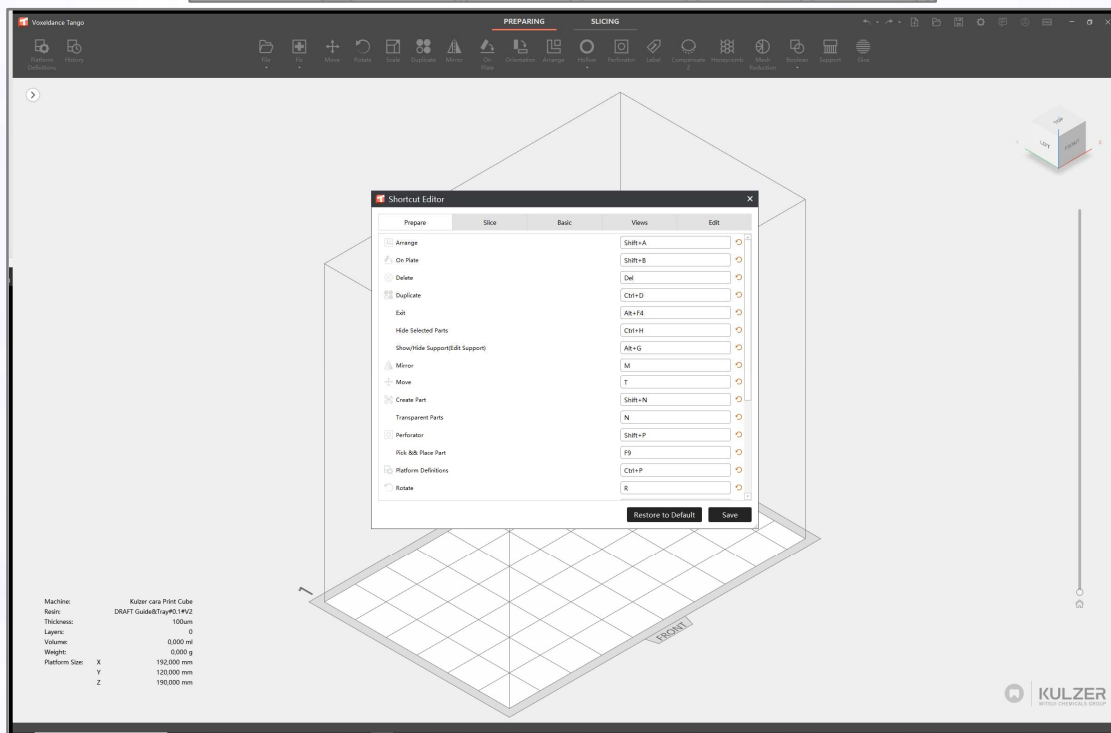 Voxeldance Tango
PREPARING SLICING
Platform Definitions History File Fix Move Rotate Scale Duplicate Mirror On Plate Orientation Arrange Hollow Perforator Label Compensate Z Honeycomb Mesh Reduction Boolean Support Slice
TOP
LEFT FRONT
Shortcut Editor
Prepare Slice Basic Views Edit
Arrange Shift+A
On Plate Shift+B
Delete Del
Duplicate Ctrl+D
Exit Alt+F4
Hide Selected Parts Ctrl+H
Show/Hide Support(Edit Support) Alt+G
Mirror M
Move T
Create Part Shift+N
Transparent Parts N
Perforator Shift+P
Pick && Place Part F9
Platform Definitions Ctrl+P
Rotate R
Restore to Default Save
1
FRONT
Machine: Kulzer cara Print Cube
Resin: DRAFT Guide&Tray#0.1#V2
Thickness: 100um
Layers: 0
Volume: 0,000 ml
Weight: 0,000 g
Platform Size: X 192,000 mm
Y 120,000 mm
Z 190,000 mm
KULZER
MITSUI CHEMICALS GROUP